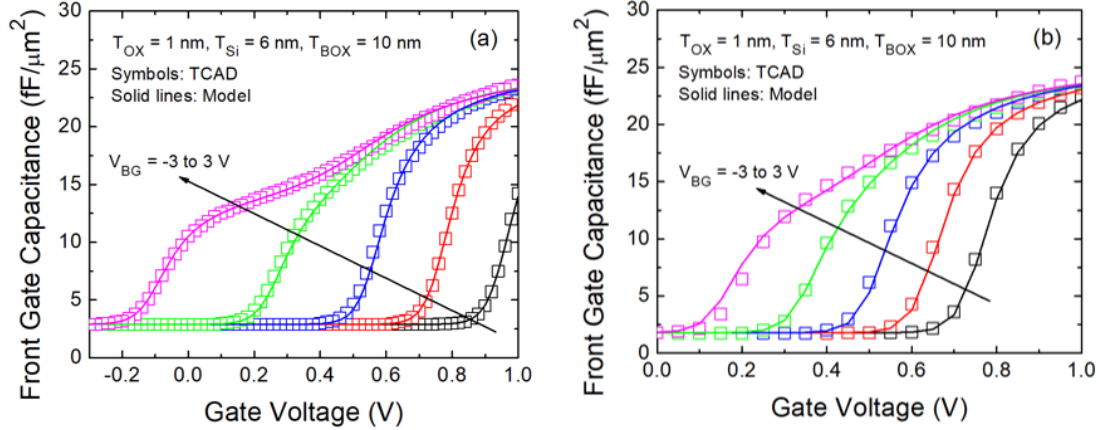 T_OX = 1 nm, T_Si = 6 nm, T_BOX = 10 nm (a)
Symbols: TCAD
Solid lines: Model
V_BG = -3 to 3 V
Front Gate Capacitance (fF/μm²)
30
25
20
15
10
5
0
-0.2 0.0 0.2 0.4 0.6 0.8 1.0
Gate Voltage (V)
T_OX = 1 nm, T_Si = 6 nm, T_BOX = 10 nm (b)
Symbols: TCAD
Solid lines: Model
V_BG = -3 to 3 V
Front Gate Capacitance (fF/μm²)
30
25
20
15
10
5
0
0.0 0.2 0.4 0.6 0.8 1.0
Gate Voltage (V)